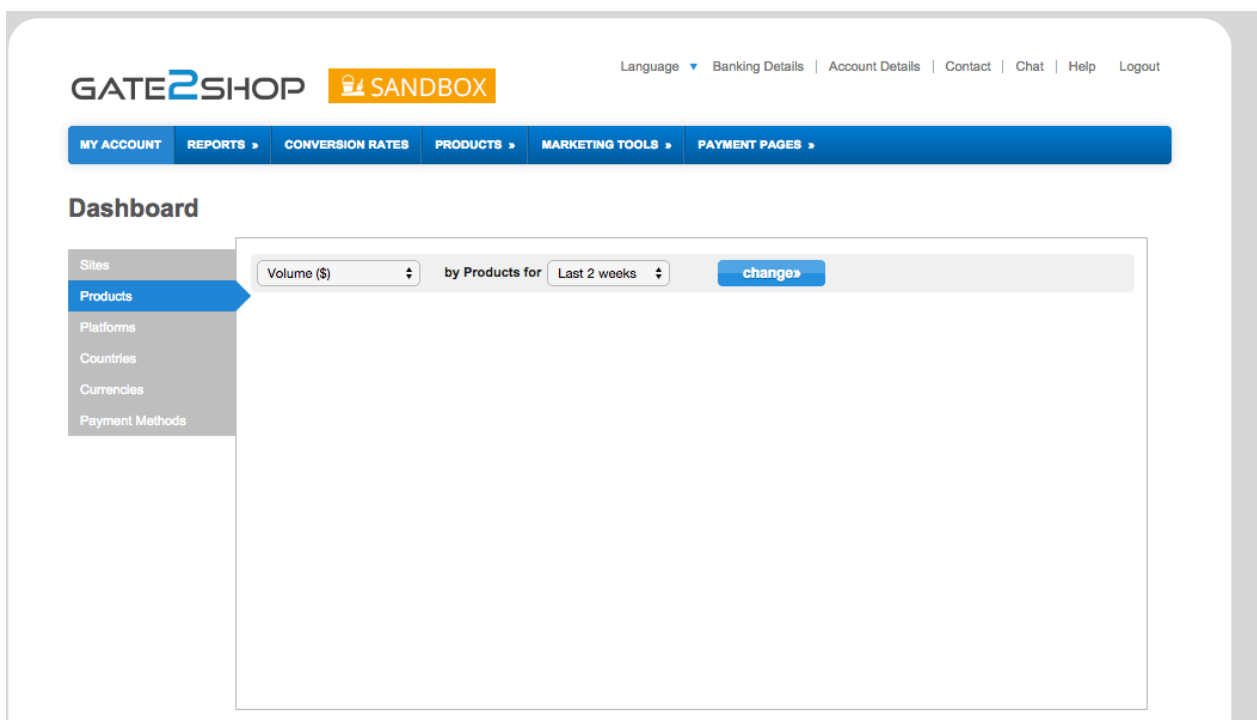 Language ▼ Banking Details | Account Details | Contact | Chat | Help Logout
GATE2SHOP SANDBOX
MY ACCOUNT REPORTS » CONVERSION RATES PRODUCTS » MARKETING TOOLS » PAYMENT PAGES »
Dashboard
Sites
Volume ($) by Products for Last 2 weeks change»
Products
Platforms
Countries
Currencies
Payment Methods